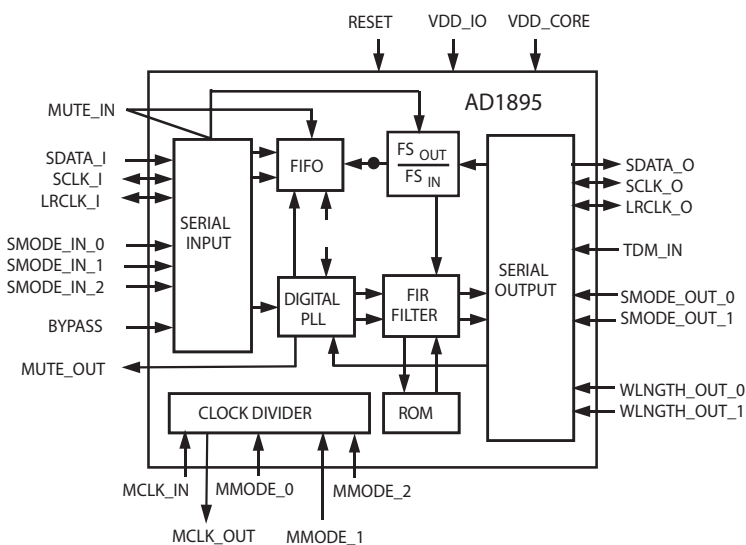 RESET
VDD_IO
VDD_CORE
AD1895
MUTE_IN
SDATA_I
SCLK_I
LRCLK_I
SMODE_IN_0
SMODE_IN_1
SMODE_IN_2
BYPASS
MUTE_OUT
SERIAL
INPUT
FIFO
FS OUT
FS IN
DIGITAL
PLL
FIR
FILTER
ROM
CLOCK DIVIDER
SERIAL
OUTPUT
SDATA_O
SCLK_O
LRCLK_O
TDM_IN
SMODE_OUT_0
SMODE_OUT_1
WLNGTH_OUT_0
WLNGTH_OUT_1
MCLK_IN
MMODE_0
MMODE_2
MCLK_OUT
MMODE_1